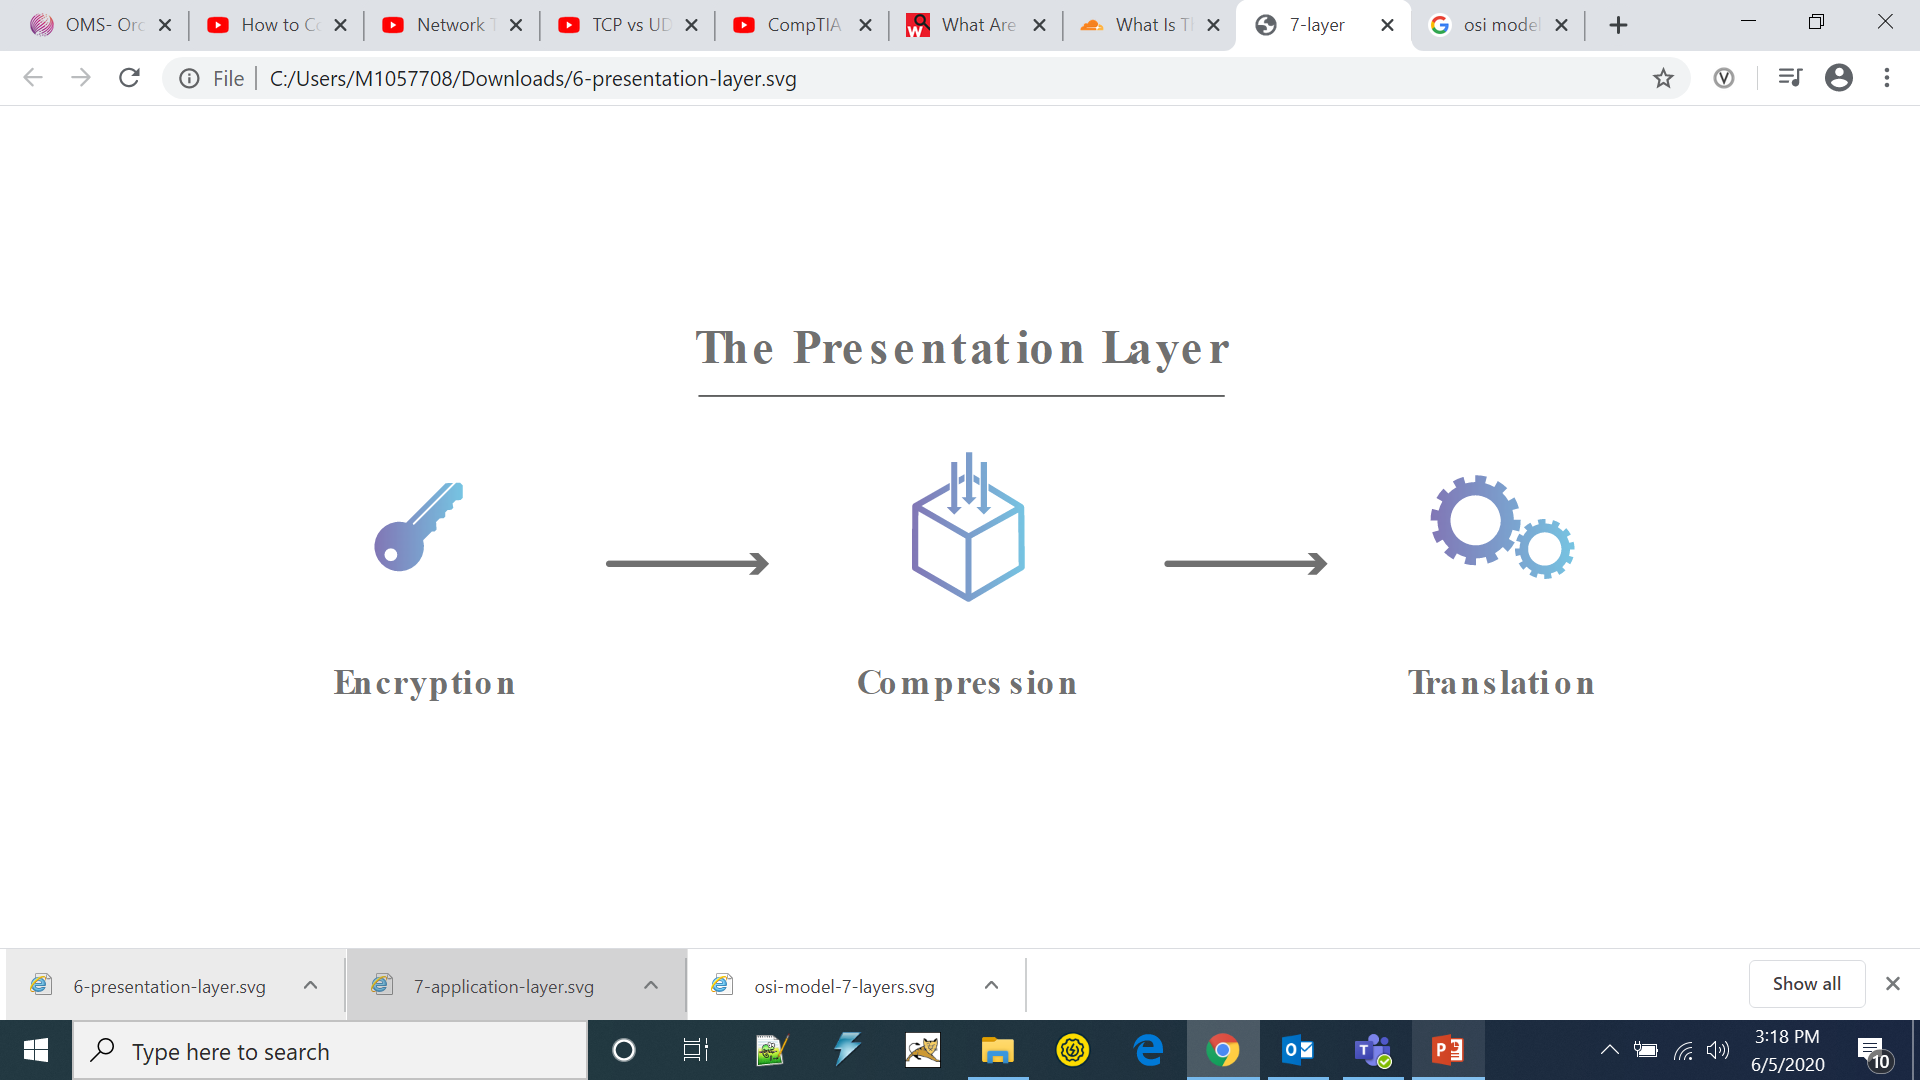 OMS- Orc
How to Co
Network T
TCP vs UD
CompTIA
What Are
What Is Th
7-layer
osi model
File
C:/Users/M1057708/Downloads/6-presentation-layer.svg
The Presentation Layer
Encryption
Compression
Translation
6-presentation-layer.svg
7-application-layer.svg
osi-model-7-layers.svg
Show all
Type here to search
3:18 PM
6/5/2020
10